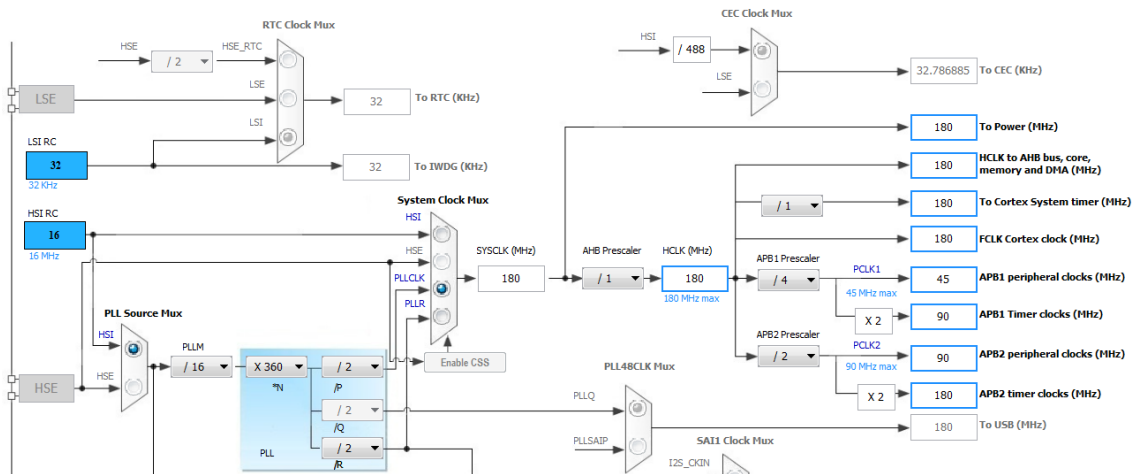 RTC Clock Mux
CEC Clock Mux
HSE
/ 2
HSE_RTC
HSI
/ 488
LSE
LSE
LSE
32
To RTC (KHz)
32.786885
To CEC (KHz)
LSI
LSI RC
32
32 KHz
32
To IWDG (KHz)
180
To Power (MHz)
180
HCLK to AHB bus, core,
memory and DMA (MHz)
System Clock Mux
/ 1
180
To Cortex System timer (MHz)
HSI RC
16
16 MHz
HSI
HSE
PLLCLK
PLLR
SYSCLK (MHz)
180
AHB Prescaler
/ 1
HCLK (MHz)
180
180 MHz max
180
FCLK Cortex clock (MHz)
APB1 Prescaler
/ 4
PCLK1
45 MHz max
45
APB1 peripheral clocks (MHz)
X 2
90
APB1 Timer clocks (MHz)
PLL Source Mux
HSI
HSE
HSE
PLLM
/ 16
X 360
*N
/ 2
/P
/ 2
/Q
/ 2
/R
PLL
Enable CSS
APB2 Prescaler
/ 2
PCLK2
90 MHz max
90
APB2 peripheral clocks (MHz)
X 2
180
APB2 timer clocks (MHz)
PLL48CLK Mux
PLLQ
PLLSAIP
180
To USB (MHz)
SAI1 Clock Mux
I2S_CKIN